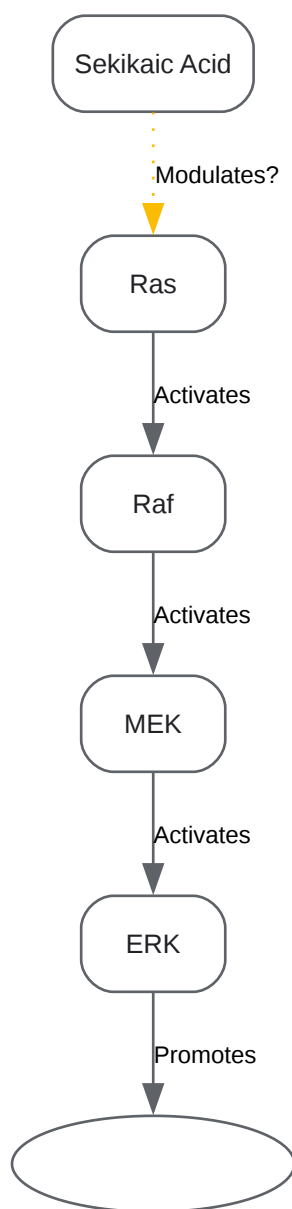 Sekikaic Acid
Modulates?
Ras
Activates
Raf
Activates
MEK
Activates
ERK
Promotes